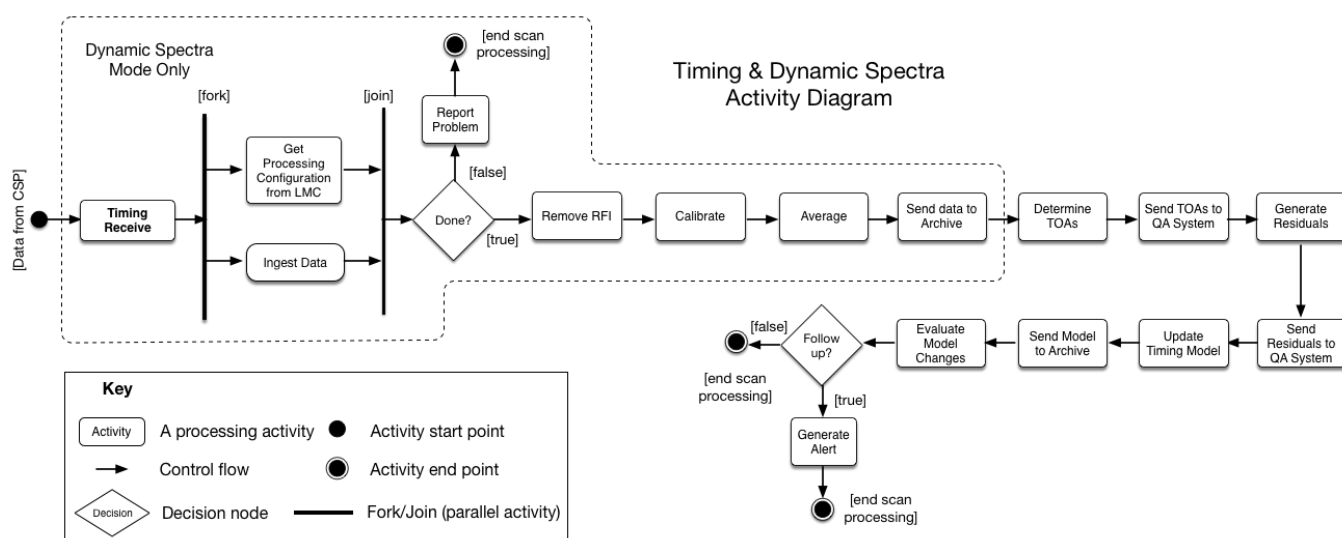 Dynamic Spectra
Mode Only
[end scan
processing]
Timing & Dynamic Spectra
Activity Diagram
[fork]
[join]
Report
Problem
Get
Processing
Configuration
from LMC
[false]
[Data from CSP]
Timing
Receive
Done?
[true]
Remove RFI
Calibrate
Average
Send data to
Archive
Determine
TOAs
Send TOAs to
QA System
Generate
Residuals
Ingest Data
[false]
Follow
up?
Evaluate
Model
Changes
Send Model
to Archive
Update
Timing Model
Send
Residuals to
QA System
[end scan
processing]
[true]
Generate
Alert
[end scan
processing]
Key
Activity
A processing activity
Activity start point
Control flow
Activity end point
Decision
Decision node
Fork/Join (parallel activity)